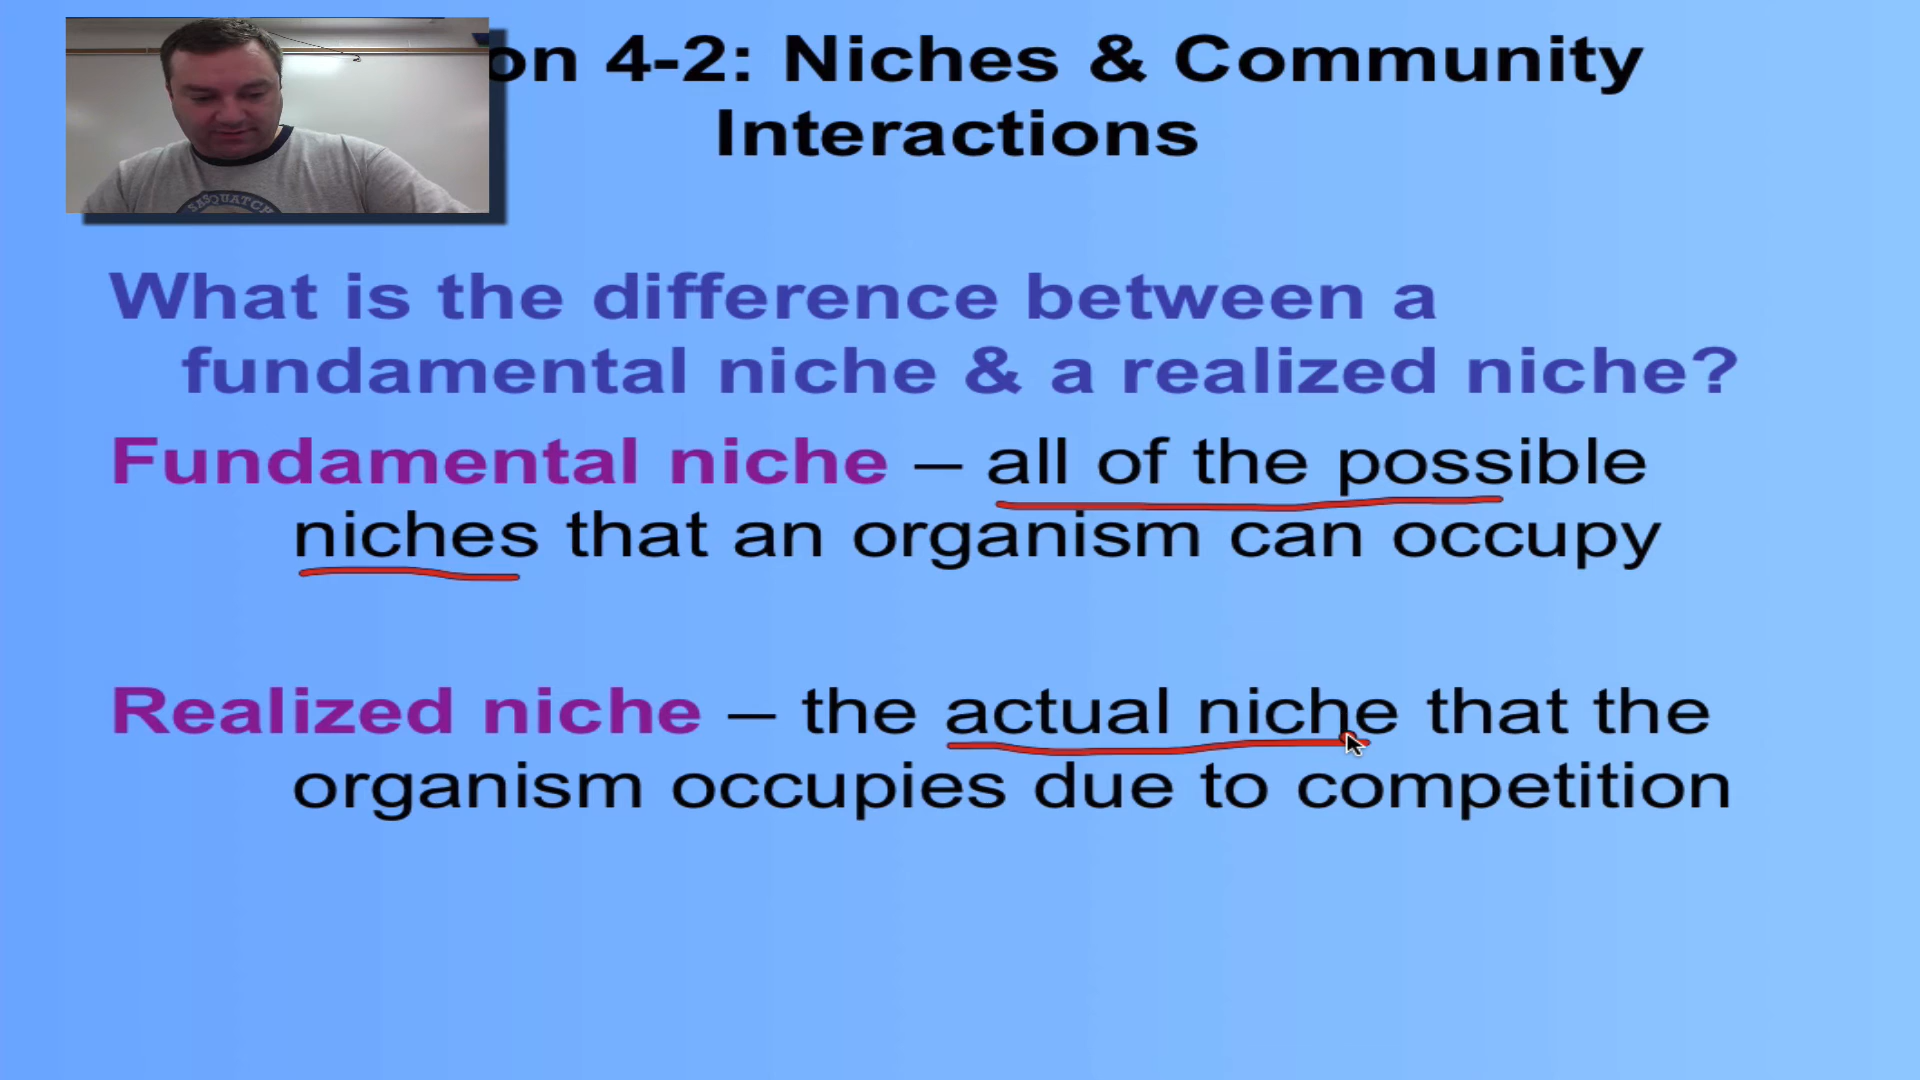 on 4-2: Niches & Community
Interactions
SASQUATCH
What is the difference between a
fundamental niche & a realized niche?
Fundamental niche – all of the possible
niches that an organism can occupy
Realized niche – the actual niche that the
organism occupies due to competition